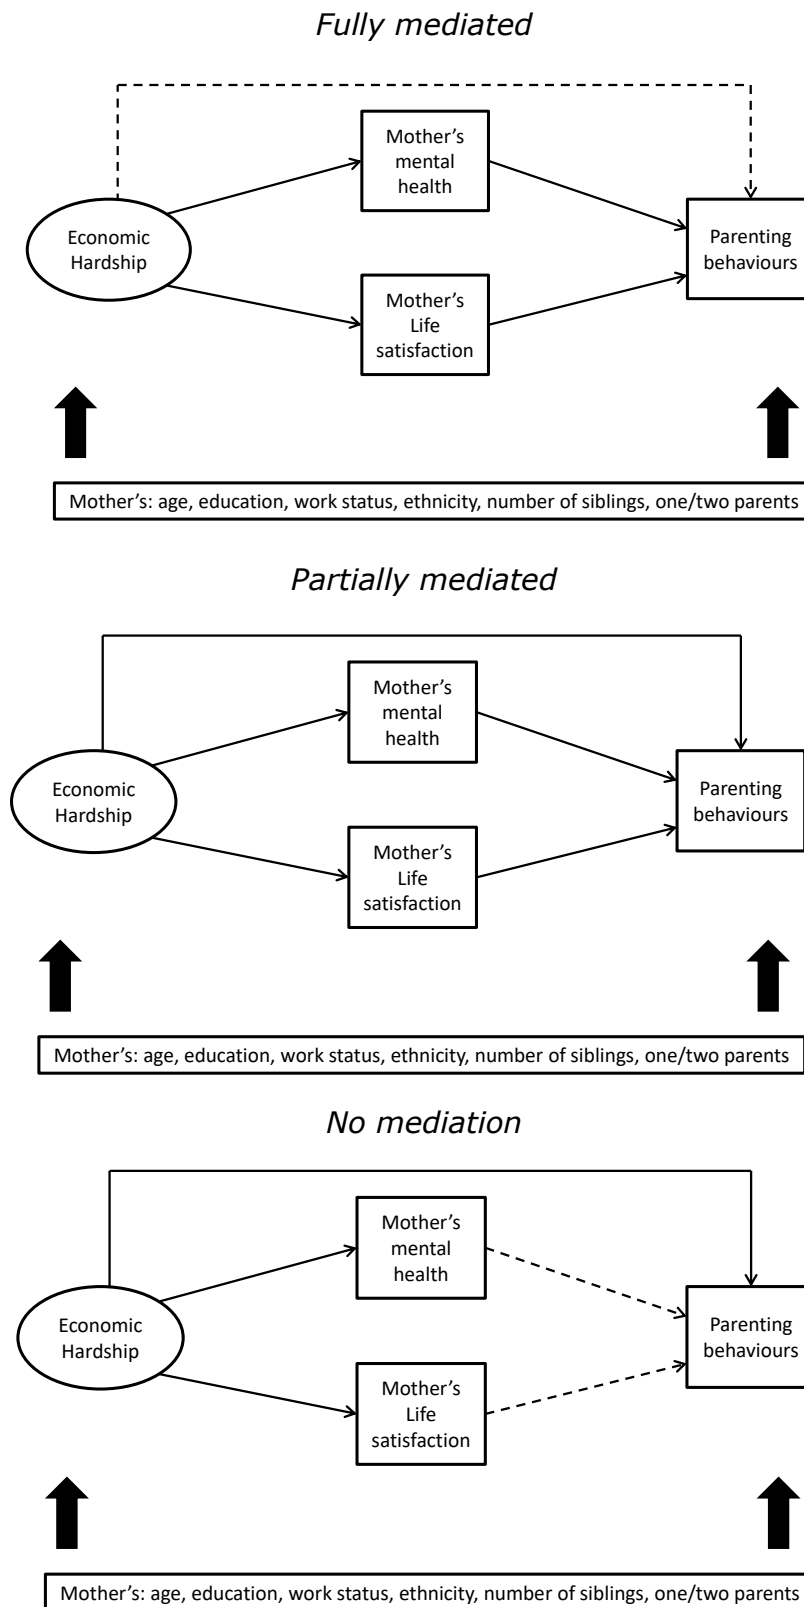 Fully mediated
Mother's
mental
health
Economic
Hardship
Parenting
behaviours
Mother's
Life
satisfaction
Mother's: age, education, work status, ethnicity, number of siblings, one/two parents
Partially mediated
Mother's
mental
health
Economic
Hardship
Parenting
behaviours
Mother's
Life
satisfaction
Mother's: age, education, work status, ethnicity, number of siblings, one/two parents
No mediation
Mother's
mental
health
Economic
Hardship
Parenting
behaviours
Mother's
Life
satisfaction
Mother's: age, education, work status, ethnicity, number of siblings, one/two parents